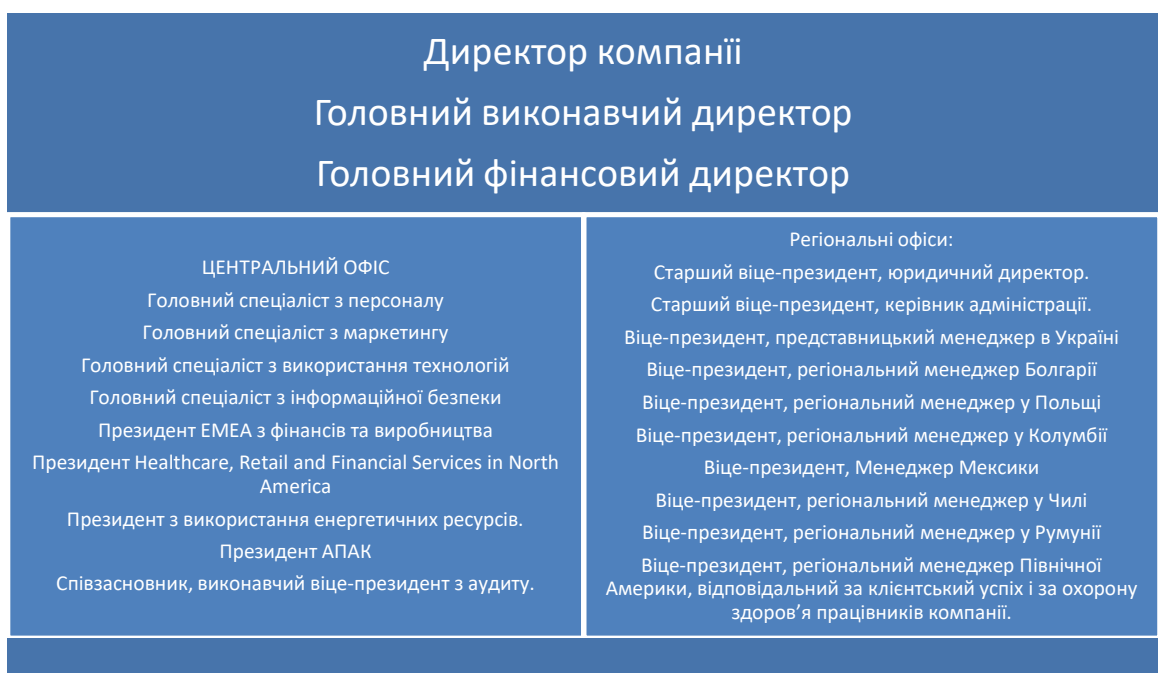 Директор компанії
Головний виконавчий директор
Головний фінансовий директор
ЦЕНТРАЛЬНИЙ ОФІС
Головний спеціаліст з персоналу
Головний спеціаліст з маркетингу
Головний спеціаліст з використання технологій
Головний спеціаліст з інформаційної безпеки
Президент EMEA з фінансів та виробництва
Президент Healthcare, Retail and Financial Services in North
America
Президент з використання енергетичних ресурсів.
Президент АПАК
Співзасновник, виконавчий віце-президент з аудиту.
Регіональні офіси:
Старший віце-президент, юридичний директор.
Старший віце-президент, керівник адміністрації.
Віце-президент, представницький менеджер в Україні
Віце-президент, регіональний менеджер Болгарії
Віце-президент, регіональний менеджер у Польщі
Віце-президент, регіональний менеджер у Колумбії
Віце-президент, Менеджер Мексики
Віце-президент, регіональний менеджер у Чилі
Віце-президент, регіональний менеджер у Румунії
Віце-президент, регіональний менеджер Північної
Америки, відповідальний за клієнтський успіх і за охорону
здоров’я працівників компанії.